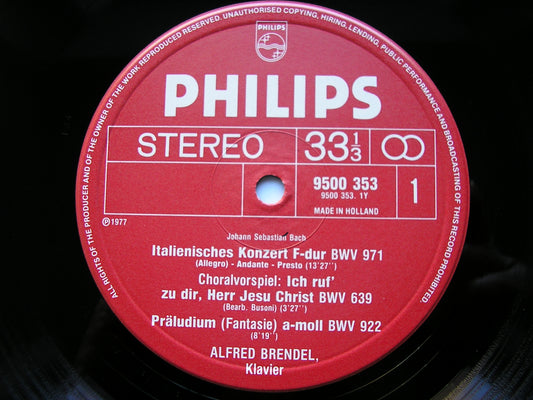 ALL RIGHTS OF THE PRODUCER AND OF THE OWNER OF THE WORK REPRODUCED RESERVED. UNAUTHORISED COPYING, HIRING, LENDING, PUBLIC PERFORMANCE AND BROADCASTING OF THIS RECORD PROHIBITED.
PHILIPS
PHILIPS
STEREO 33 1/3
9500 353
9500 353. 1Y
MADE IN HOLLAND
1
Ⓟ 1977
Johann Sebastian Bach
Italienisches Konzert F-dur BWV 971
(Allegro) - Andante - Presto (13'27'')
Choralvorspiel: Ich ruf'
zu dir, Herr Jesu Christ BWV 639
(Bearb. Busoni) (3'27'')
Präludium (Fantasie) a-moll BWV 922
(8'19'')
ALFRED BRENDEL,
Klavier